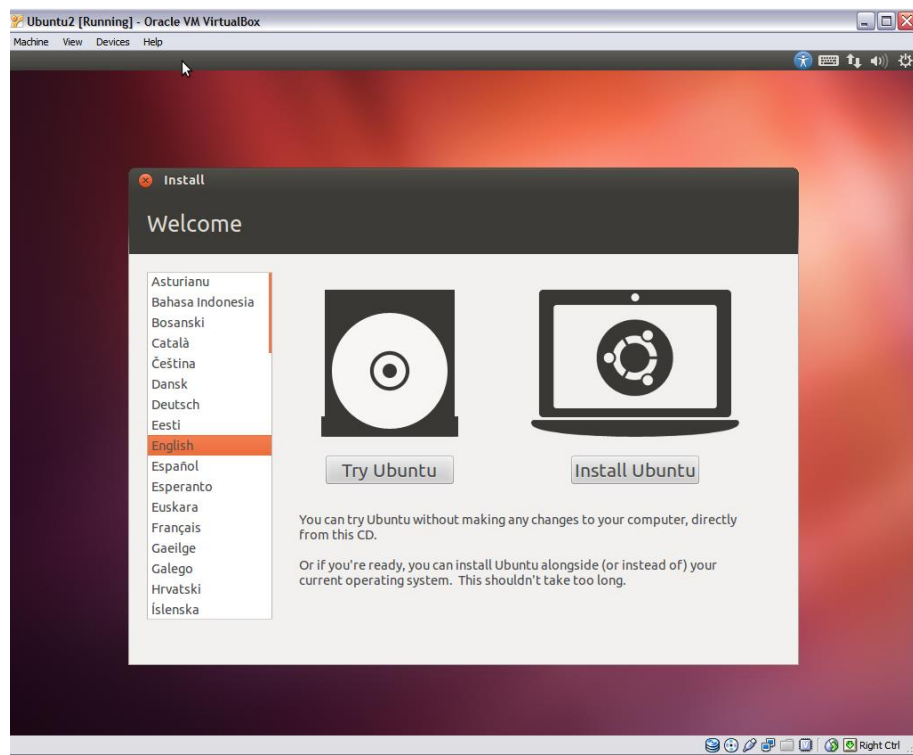 Ubuntu2 [Running] - Oracle VM VirtualBox
Machine View Devices Help
Install
Welcome
Asturianu
Bahasa Indonesia
Bosanski
Català
Čeština
Dansk
Deutsch
Eesti
English
Español
Esperanto
Euskara
Français
Gaeilge
Galego
Hrvatski
Íslenska
Try Ubuntu
Install Ubuntu
You can try Ubuntu without making any changes to your computer, directly
from this CD.
Or if you're ready, you can install Ubuntu alongside (or instead of) your
current operating system. This shouldn't take too long.
Right Ctrl